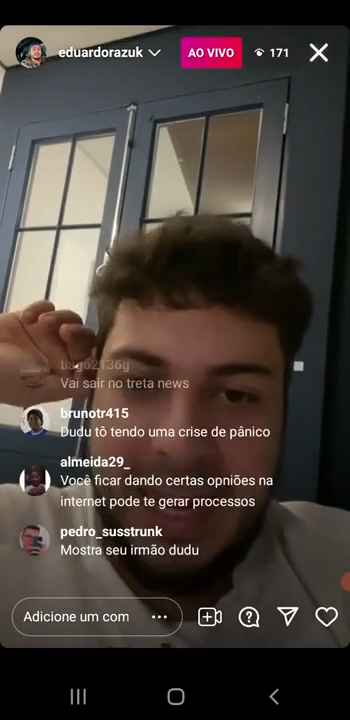 eduardorazuk
AO VIVO
171
bago2136g
Vai sair no treta news
brunotr415
Dudu tô tendo uma crise de pânico
almeida29_
Você ficar dando certas opniões na
internet pode te gerar processos
pedro_susstrunk
Mostra seu irmão dudu
Adicione um com